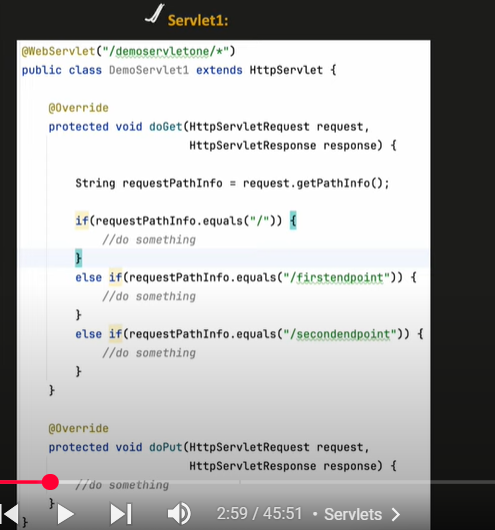 Servlet1:
@WebServlet("/demoservletone/*")
public class DemoServlet1 extends HttpServlet {
@Override
protected void doGet(HttpServletRequest request,
HttpServletResponse response) {
String requestPathInfo = request.getPathInfo();
if(requestPathInfo.equals("/")) {
//do something
}
else if(requestPathInfo.equals("/firstendpoint")) {
//do something
}
else if(requestPathInfo.equals("/secondendpoint")) {
//do something
}
}
@Override
protected void doPut(HttpServletRequest request,
HttpServletResponse response) {
//do something
}
2:59 / 45:51 • Servlets
}